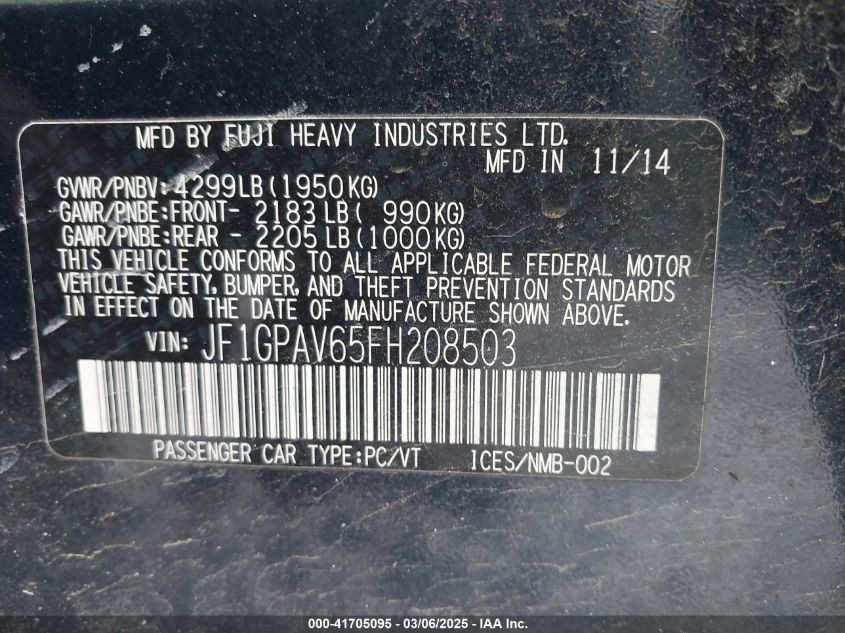 MFD BY FUJI HEAVY INDUSTRIES LTD.
MFD IN 11/14
GVWR/PNBV:4299LB(1950KG)
GAWR/PNBE:FRONT- 2183LB( 990KG)
GAWR/PNBE:REAR - 2205LB(1000KG)
THIS VEHICLE CONFORMS TO ALL APPLICABLE FEDERAL MOTOR
VEHICLE SAFETY, BUMPER, AND THEFT PREVENTION STANDARDS
IN EFFECT ON THE DATE OF MANUFACTURE SHOWN ABOVE.
VIN: JF1GPAV65FH208503
PASSENGER CAR TYPE:PC/VT ICES/NMB-002
000-41705095 - 03/06/2025 - IAA Inc.